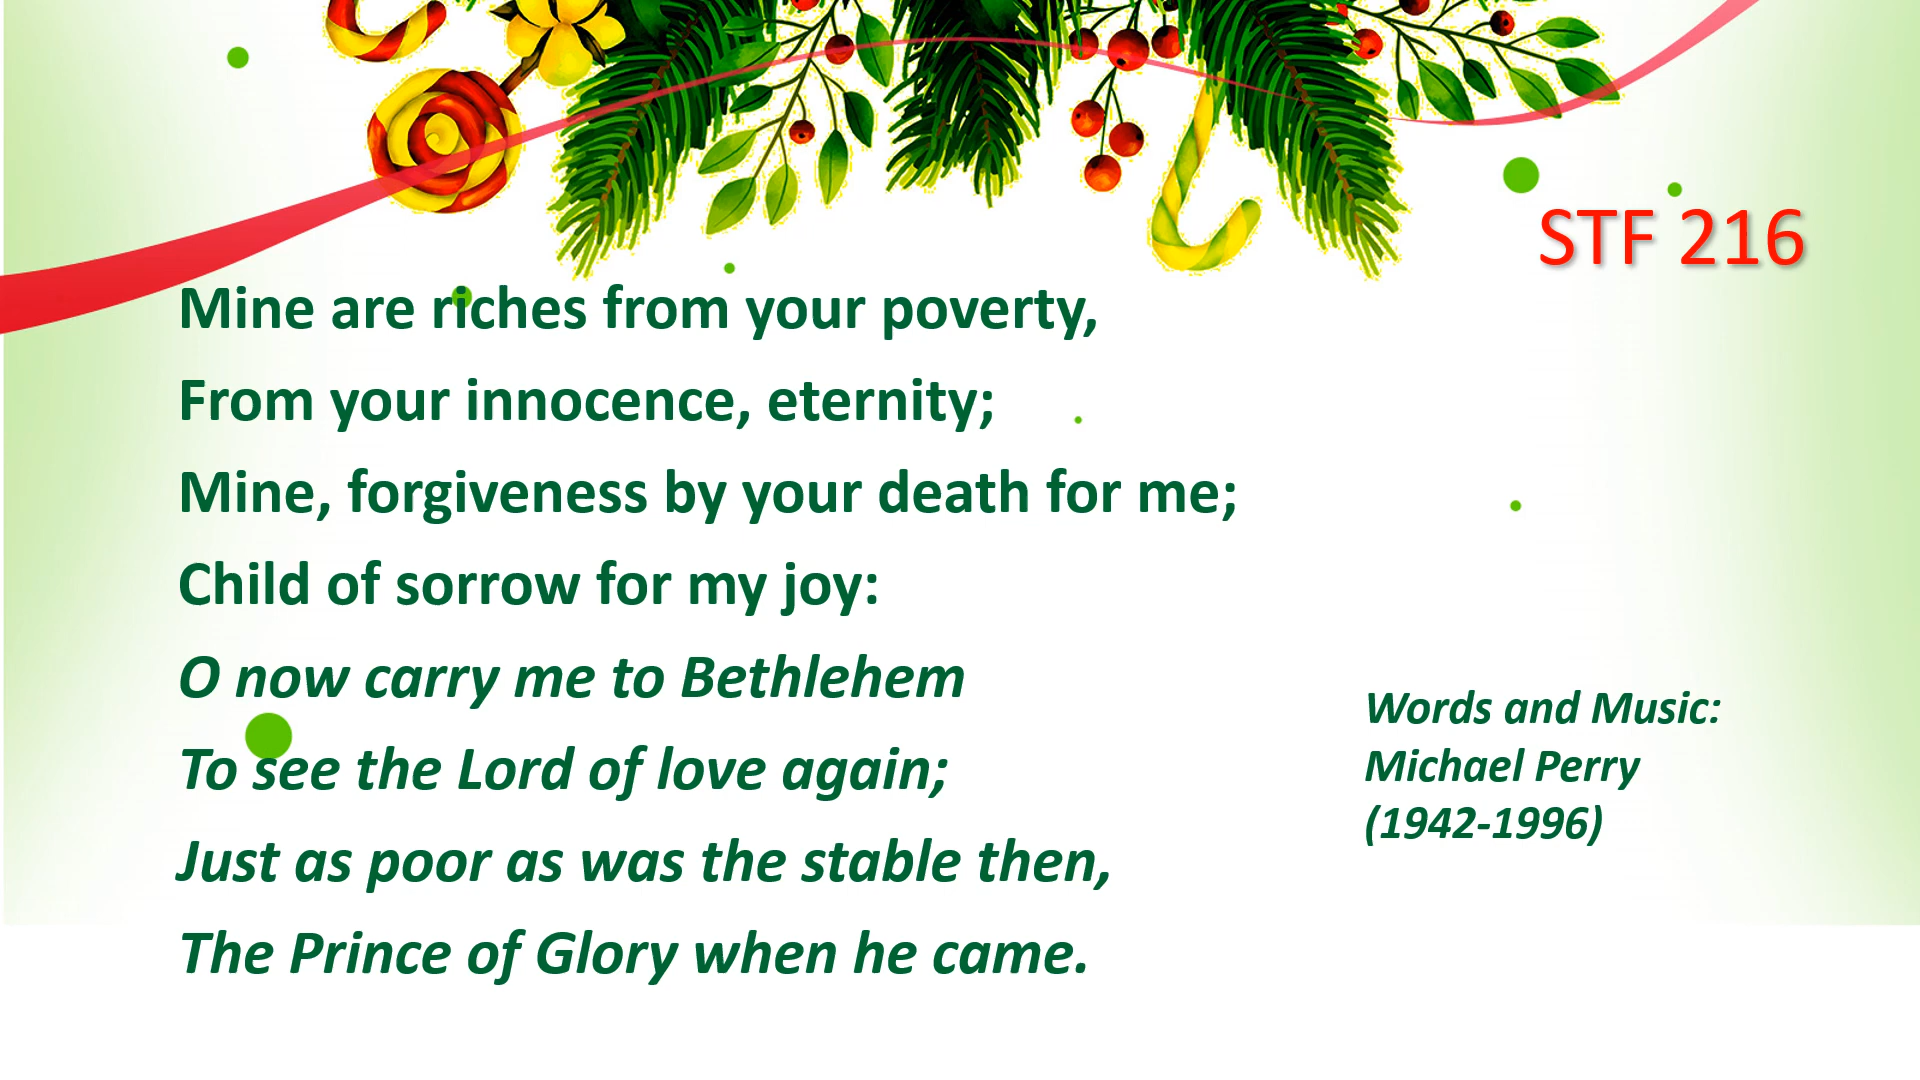 STF 216
Mine are riches from your poverty,
From your innocence, eternity;
Mine, forgiveness by your death for me;
Child of sorrow for my joy:
O now carry me to Bethlehem
To see the Lord of love again;
Just as poor as was the stable then,
The Prince of Glory when he came.
Words and Music:
Michael Perry
(1942-1996)